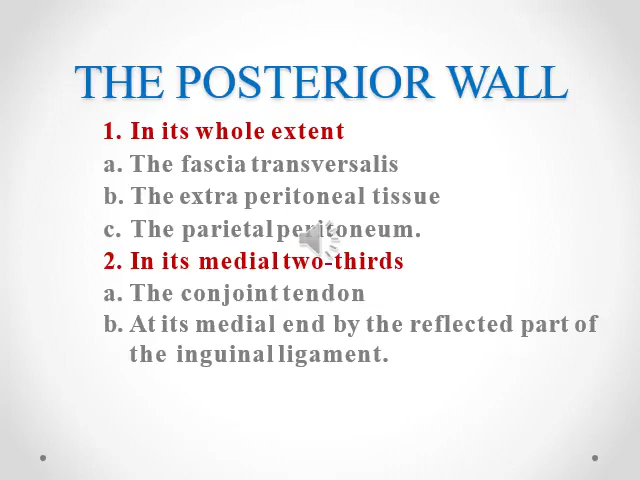 THE POSTERIOR WALL
1. In its whole extent
a. The fascia transversalis
b. The extra peritoneal tissue
c. The parietal peritoneum.
2. In its medial two-thirds
a. The conjoint tendon
b. At its medial end by the reflected part of
the inguinal ligament.